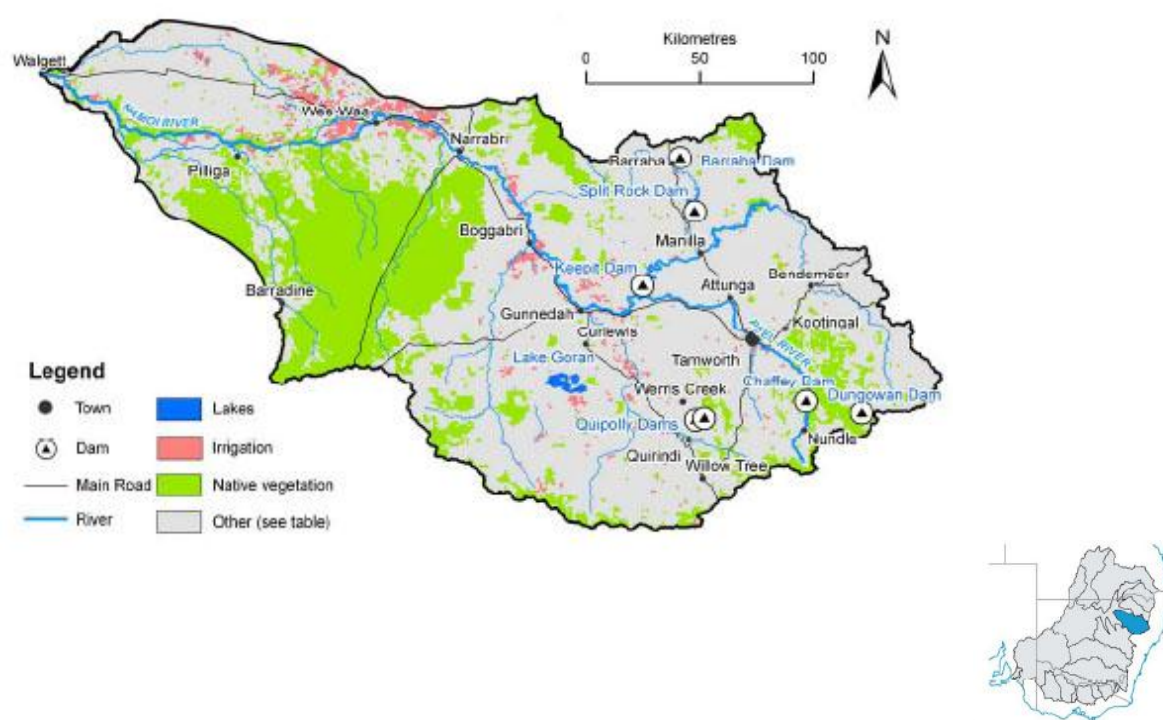 Kilometres
0 50 100
N
Walgett
NAMOI RIVER
Wee Waa
Narrabri
Pilliga
Barraba
Barraba Dam
Split Rock Dam
Boggabri
Manilla
Keepit Dam
Attunga
Bendemeer
Barradine
Gunnedah
Curlewis
Kootingal
PEEL RIVER
Lake Goran
Tamworth
Werris Creek
Chaffey Dam
Dungowan Dam
Quipolly Dams
Nundle
Quirindi
Willow Tree
Legend
Town
Lakes
Dam
Irrigation
Main Road
Native vegetation
River
Other (see table)